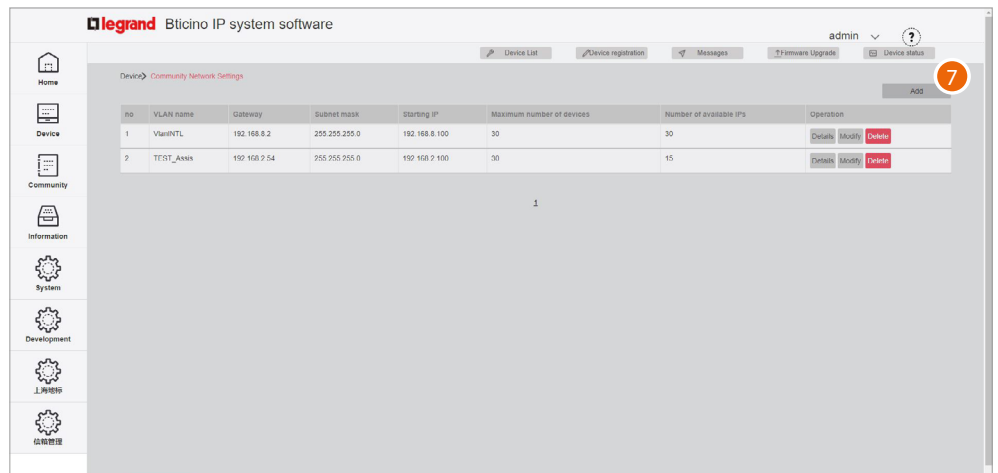 legrand Bticino IP system software
admin ?
Device List Device registration Messages Firmware Upgrade Device status
7
Home
Device> Community Network Settings
Add
no VLAN name Gateway Subnet mask Starting IP Maximum number of devices Number of available IPs Operation
1 VlanINTL 192.168.8.2 255.255.255.0 192.168.8.100 30 30 Details Modify Delete
2 TEST_Assis 192.168.2.54 255.255.255.0 192.168.2.100 30 15 Details Modify Delete
1
Device
Community
Information
System
Development
上海地标
信箱管理